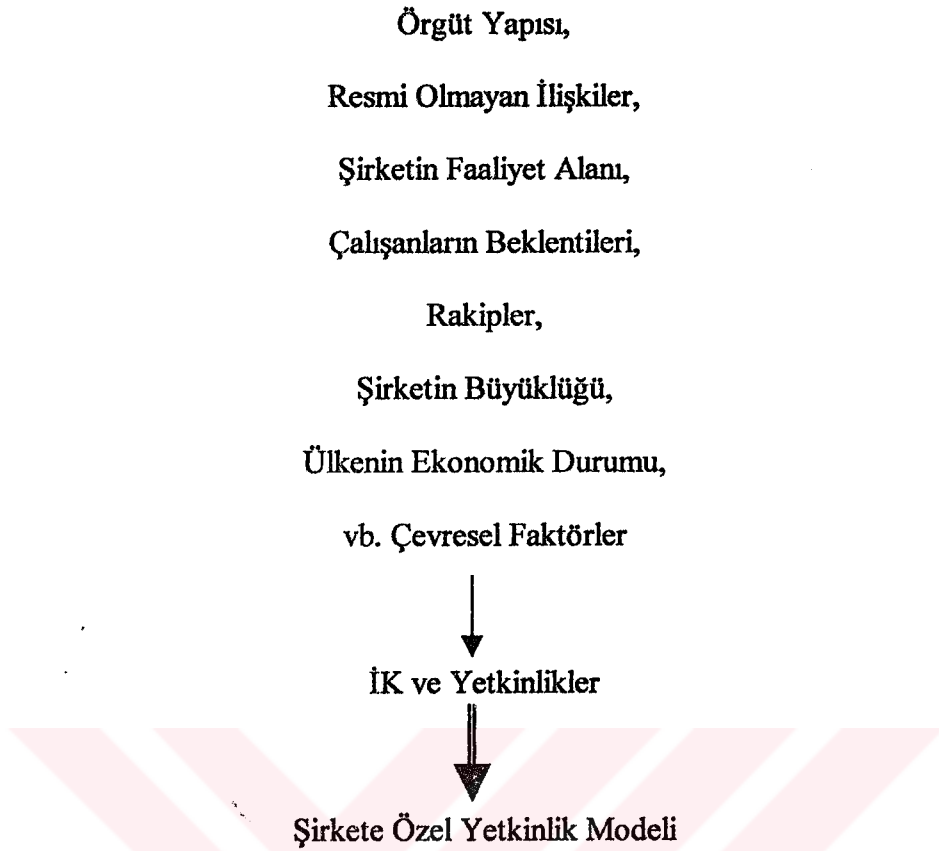 Örgüt Yapısı,
Resmi Olmayan İlişkiler,
Şirketin Faaliyet Alanı,
Çalışanların Beklentileri,
Rakipler,
Şirketin Büyüklüğü,
Ülkenin Ekonomik Durumu,
vb. Çevresel Faktörler
İK ve Yetkinlikler
Şirkete Özel Yetkinlik Modeli